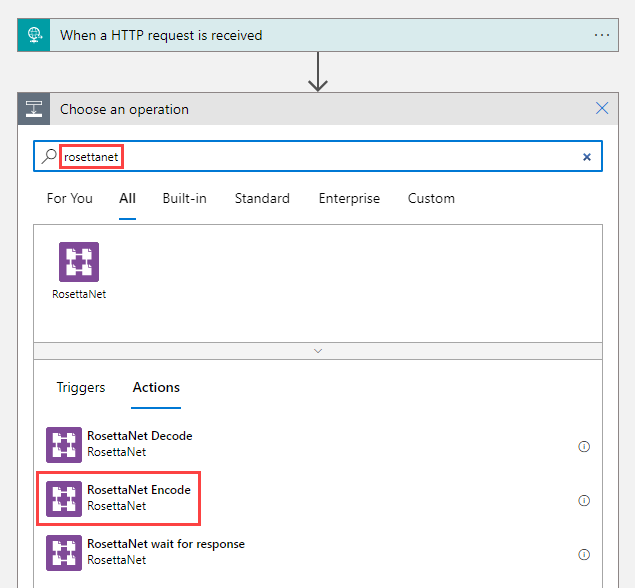 When a HTTP request is received
Choose an operation
rosettanet
For You All Built-in Standard Enterprise Custom
RosettaNet
Triggers Actions
RosettaNet Decode
RosettaNet
RosettaNet Encode
RosettaNet
RosettaNet wait for response
RosettaNet